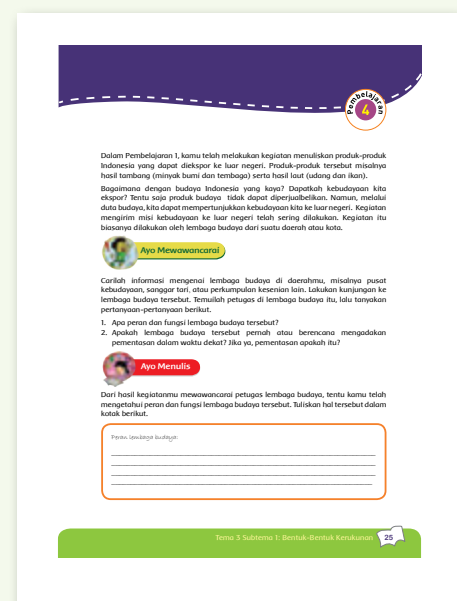 Pembelajaran
4
Dalam Pembelajaran 1, kamu telah melakukan kegiatan menuliskan produk-produk
Indonesia yang dapat diekspor ke luar negeri. Produk-produk tersebut misalnya
hasil tambang (minyak bumi dan tembaga) serta hasil laut (udang dan ikan).
Bagaimana dengan budaya Indonesia yang kaya? Dapatkah kebudayaan kita
ekspor? Tentu saja produk budaya tidak dapat diperjualbelikan. Namun, melalui
duta budaya, kita dapat mempertunjukkan kebudayaan kita ke luar negeri. Kegiatan
mengirim misi kebudayaan ke luar negeri telah sering dilakukan. Kegiatan itu
biasanya dilakukan oleh lembaga budaya dari suatu daerah atau kota.
Ayo Mewawancarai
Carilah informasi mengenai lembaga budaya di daerahmu, misalnya pusat
kebudayaan, sanggar tari, atau perkumpulan kesenian lain. Lakukan kunjungan ke
lembaga budaya tersebut. Temuilah petugas di lembaga budaya itu, lalu tanyakan
pertanyaan-pertanyaan berikut.
1. Apa peran dan fungsi lembaga budaya tersebut?
2. Apakah lembaga budaya tersebut pernah atau berencana mengadakan
pementasan dalam waktu dekat? Jika ya, pementasan apakah itu?
Ayo Menulis
Dari hasil kegiatanmu mewawancarai petugas lembaga budaya, tentu kamu telah
mengetahui peran dan fungsi lembaga budaya tersebut. Tuliskan hal tersebut dalam
kotak berikut.
Peran lembaga budaya:
Tema 3 Subtema 1: Bentuk-Bentuk Kerukunan
25